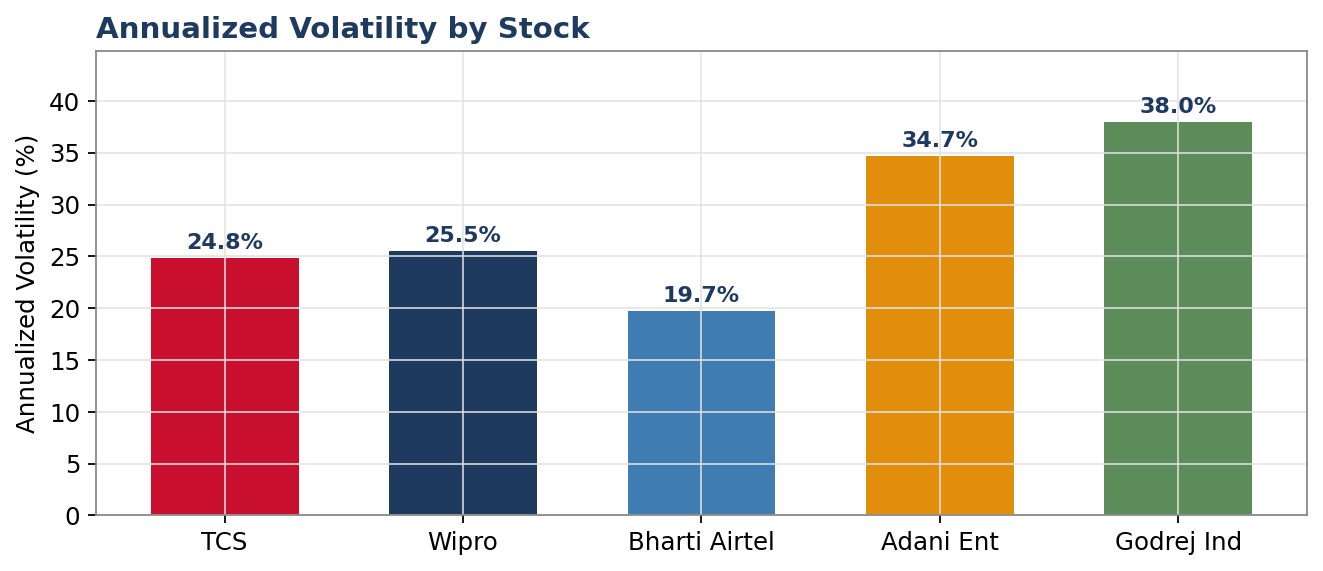 Annualized Volatility by Stock
Annualized Volatility (%)
40
35
30
25
20
15
10
5
0
24.8%
25.5%
19.7%
34.7%
38.0%
TCS
Wipro
Bharti Airtel
Adani Ent
Godrej Ind